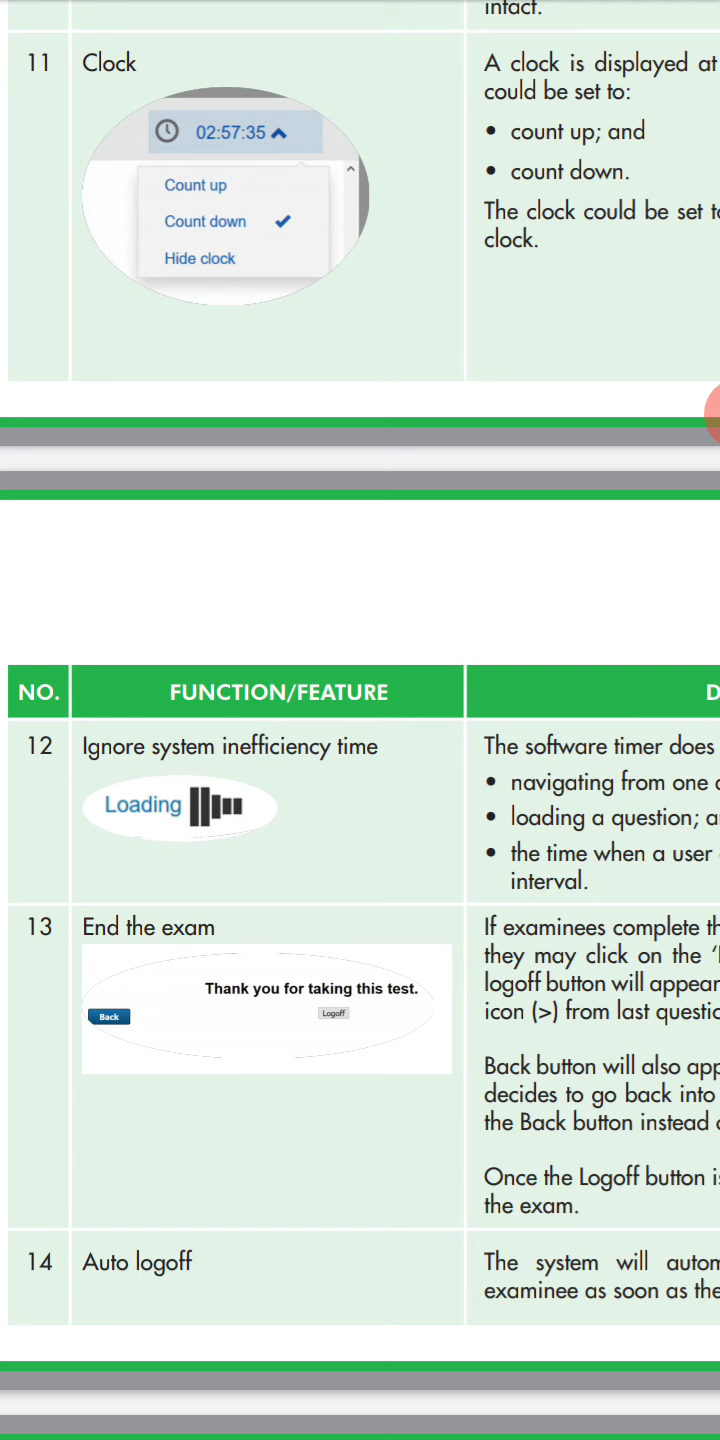 intact.
11 Clock
A clock is displayed at
could be set to:
02:57:35
• count up; and
Count up
• count down.
Count down
The clock could be set to
clock.
Hide clock
NO. FUNCTION/FEATURE D
12 Ignore system inefficiency time
The software timer does
• navigating from one
Loading
• loading a question;
• the time when a user
interval.
13 End the exam
If examinees complete
they may click on the
logoff button will appear
icon (>) from last
Thank you for taking this test.
Back
Logoff
Back button will also
decides to go back into
the Back button instead
Once the Logoff button
the exam.
14 Auto logoff
The system will
examinee as soon as the